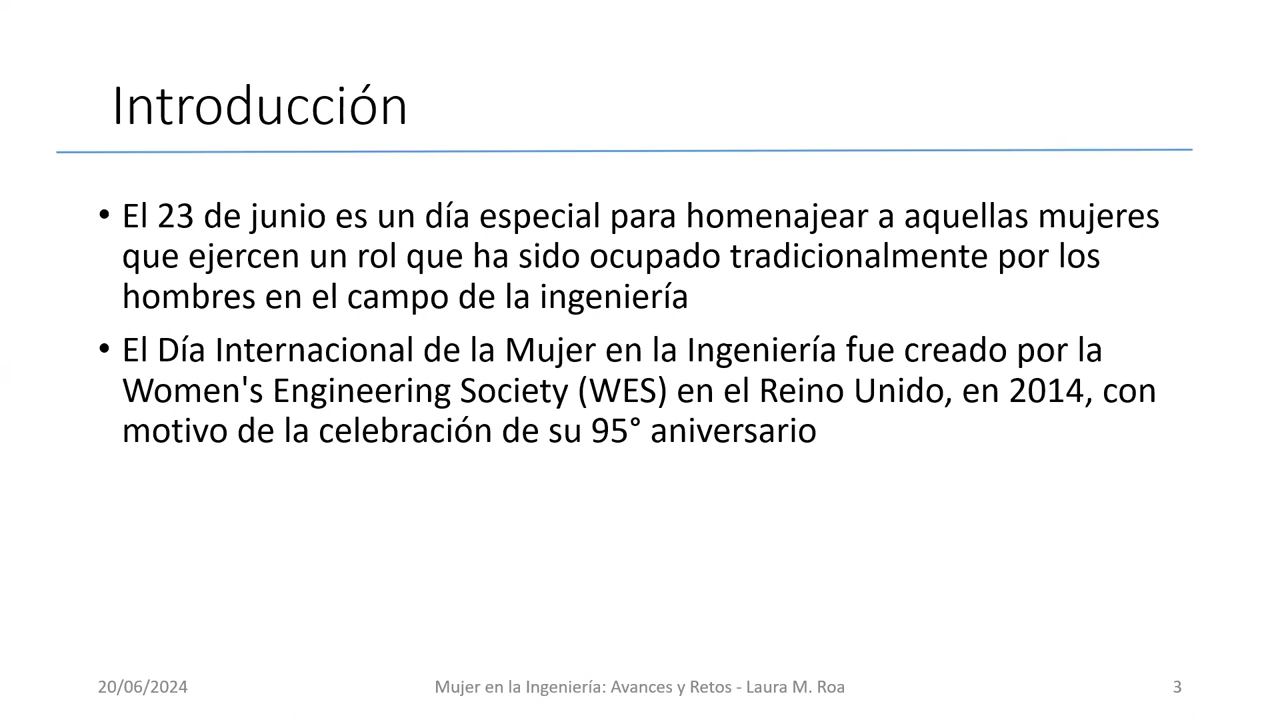 Introducción
• El 23 de junio es un día especial para homenajear a aquellas mujeres
que ejercen un rol que ha sido ocupado tradicionalmente por los
hombres en el campo de la ingeniería
• El Día Internacional de la Mujer en la Ingeniería fue creado por la
Women's Engineering Society (WES) en el Reino Unido, en 2014, con
motivo de la celebración de su 95° aniversario
20/06/2024
Mujer en la Ingeniería: Avances y Retos - Laura M. Roa
3